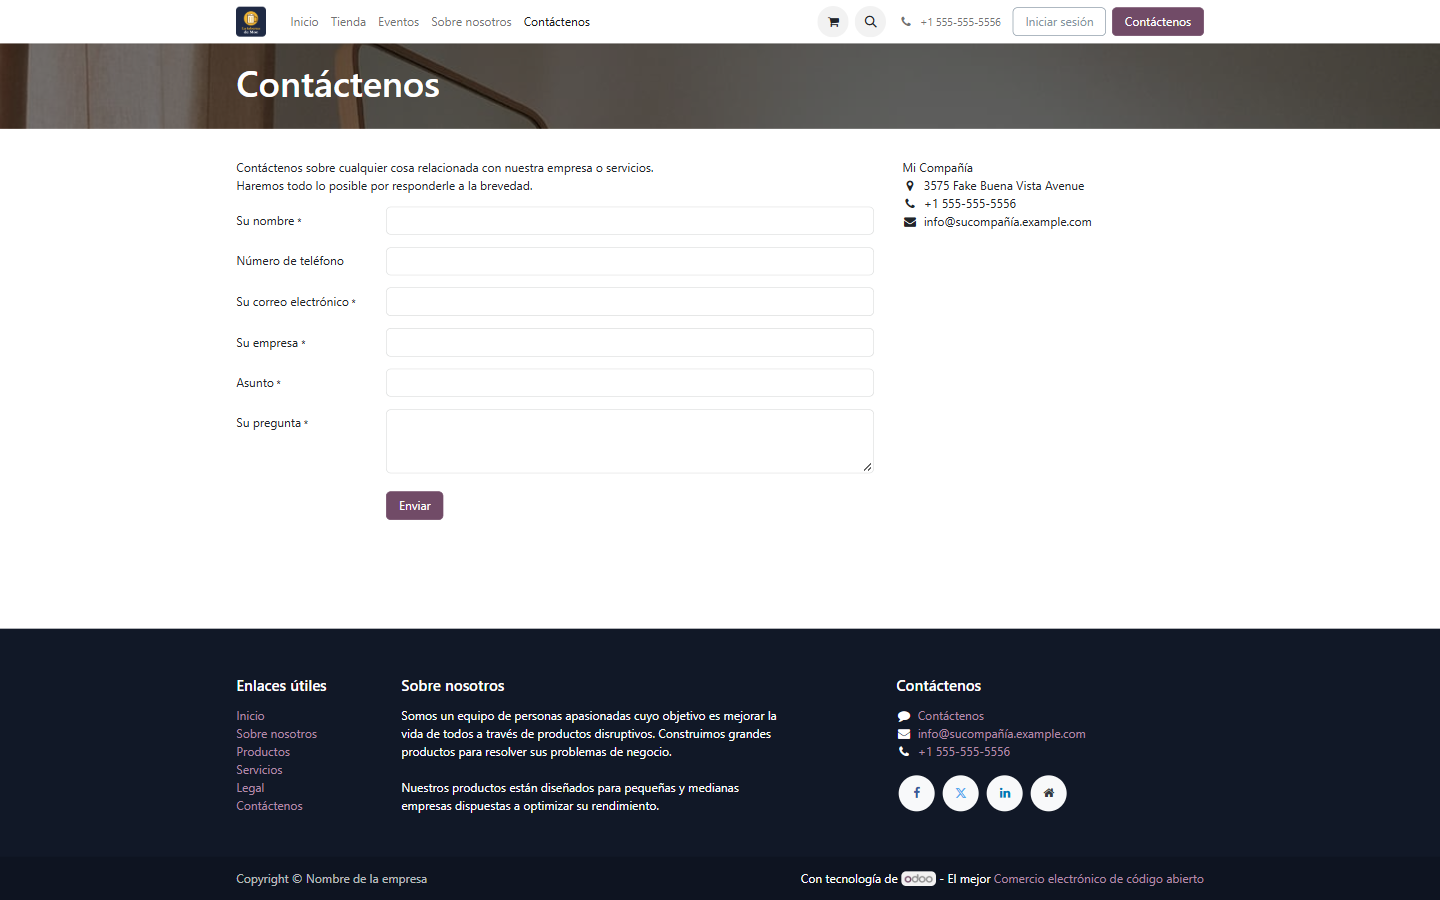 Inicio Tienda Eventos Sobre nosotros Contáctenos +1 555-555-5556 Iniciar sesión Contáctenos
Contáctenos
Contáctenos sobre cualquier cosa relacionada con nuestra empresa o servicios.
Haremos todo lo posible por responderle a la brevedad.
Su nombre *
Número de teléfono
Su correo electrónico *
Su empresa *
Asunto *
Su pregunta *
Enviar
Mi Compañía
3575 Fake Buena Vista Avenue
+1 555-555-5556
info@sucompañía.example.com
Enlaces útiles
Inicio
Sobre nosotros
Productos
Servicios
Legal
Contáctenos
Sobre nosotros
Somos un equipo de personas apasionadas cuyo objetivo es mejorar la
vida de todos a través de productos disruptivos. Construimos grandes
productos para resolver sus problemas de negocio.
Nuestros productos están diseñados para pequeñas y medianas
empresas dispuestas a optimizar su rendimiento.
Contáctenos
Contáctenos
info@sucompañía.example.com
+1 555-555-5556
Copyright © Nombre de la empresa
Con tecnología de odoo - El mejor Comercio electrónico de código abierto